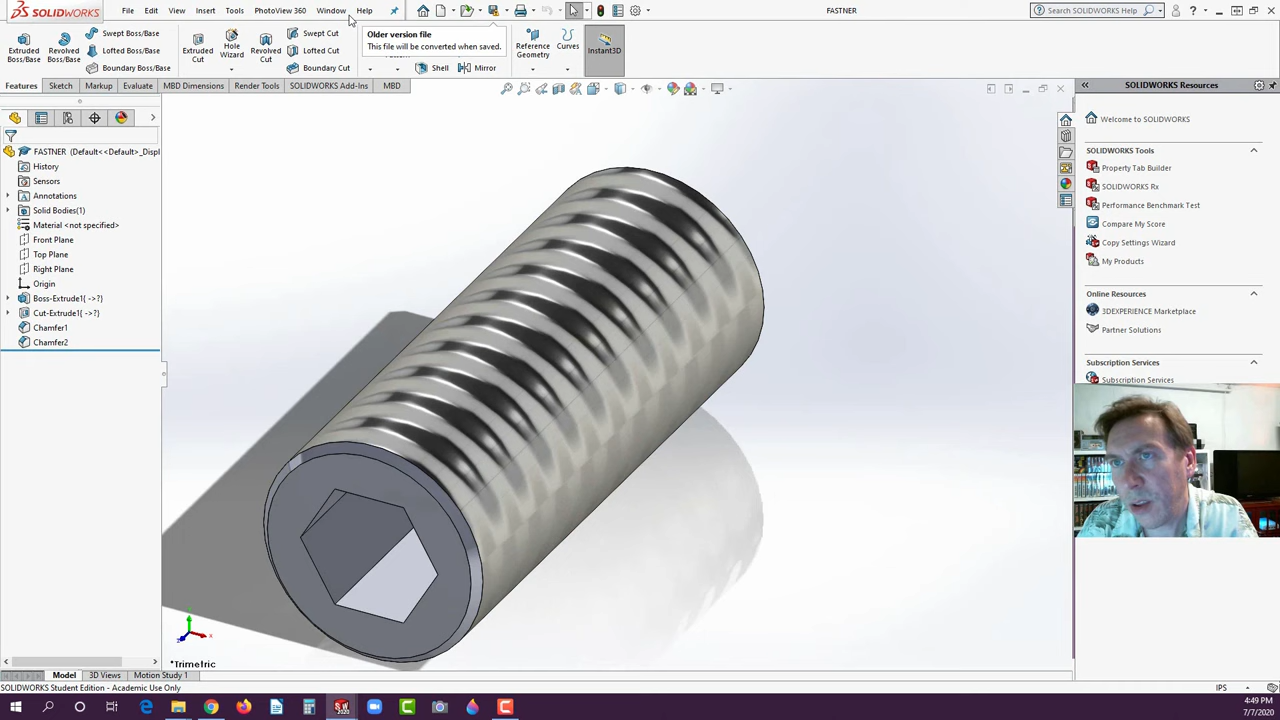 SOLIDWORKS
File Edit View Insert Tools PhotoView 360 Window Help
FASTNER
Search SOLIDWORKS Help
Older version file
This file will be converted when saved.
Extruded Boss/Base
Revolved Boss/Base
Swept Boss/Base
Lofted Boss/Base
Boundary Boss/Base
Extruded Cut
Hole Wizard
Revolved Cut
Swept Cut
Lofted Cut
Boundary Cut
Shell
Mirror
Reference Geometry
Curves
Instant3D
Features Sketch Markup Evaluate MBD Dimensions Render Tools SOLIDWORKS Add-Ins MBD
FASTNER (Default<<Default>_Displ
History
Sensors
Annotations
Solid Bodies(1)
Material <not specified>
Front Plane
Top Plane
Right Plane
Origin
Boss-Extrude1{ ->?}
Cut-Extrude1{ ->?}
Chamfer1
Chamfer2
SOLIDWORKS Resources
Welcome to SOLIDWORKS
SOLIDWORKS Tools
Property Tab Builder
SOLIDWORKS Rx
Performance Benchmark Test
Compare My Score
Copy Settings Wizard
My Products
Online Resources
3DEXPERIENCE Marketplace
Partner Solutions
Subscription Services
Subscription Services
*Trimetric
Model 3D Views Motion Study 1
SOLIDWORKS Student Edition - Academic Use Only
IPS
4:49 PM
7/7/2020